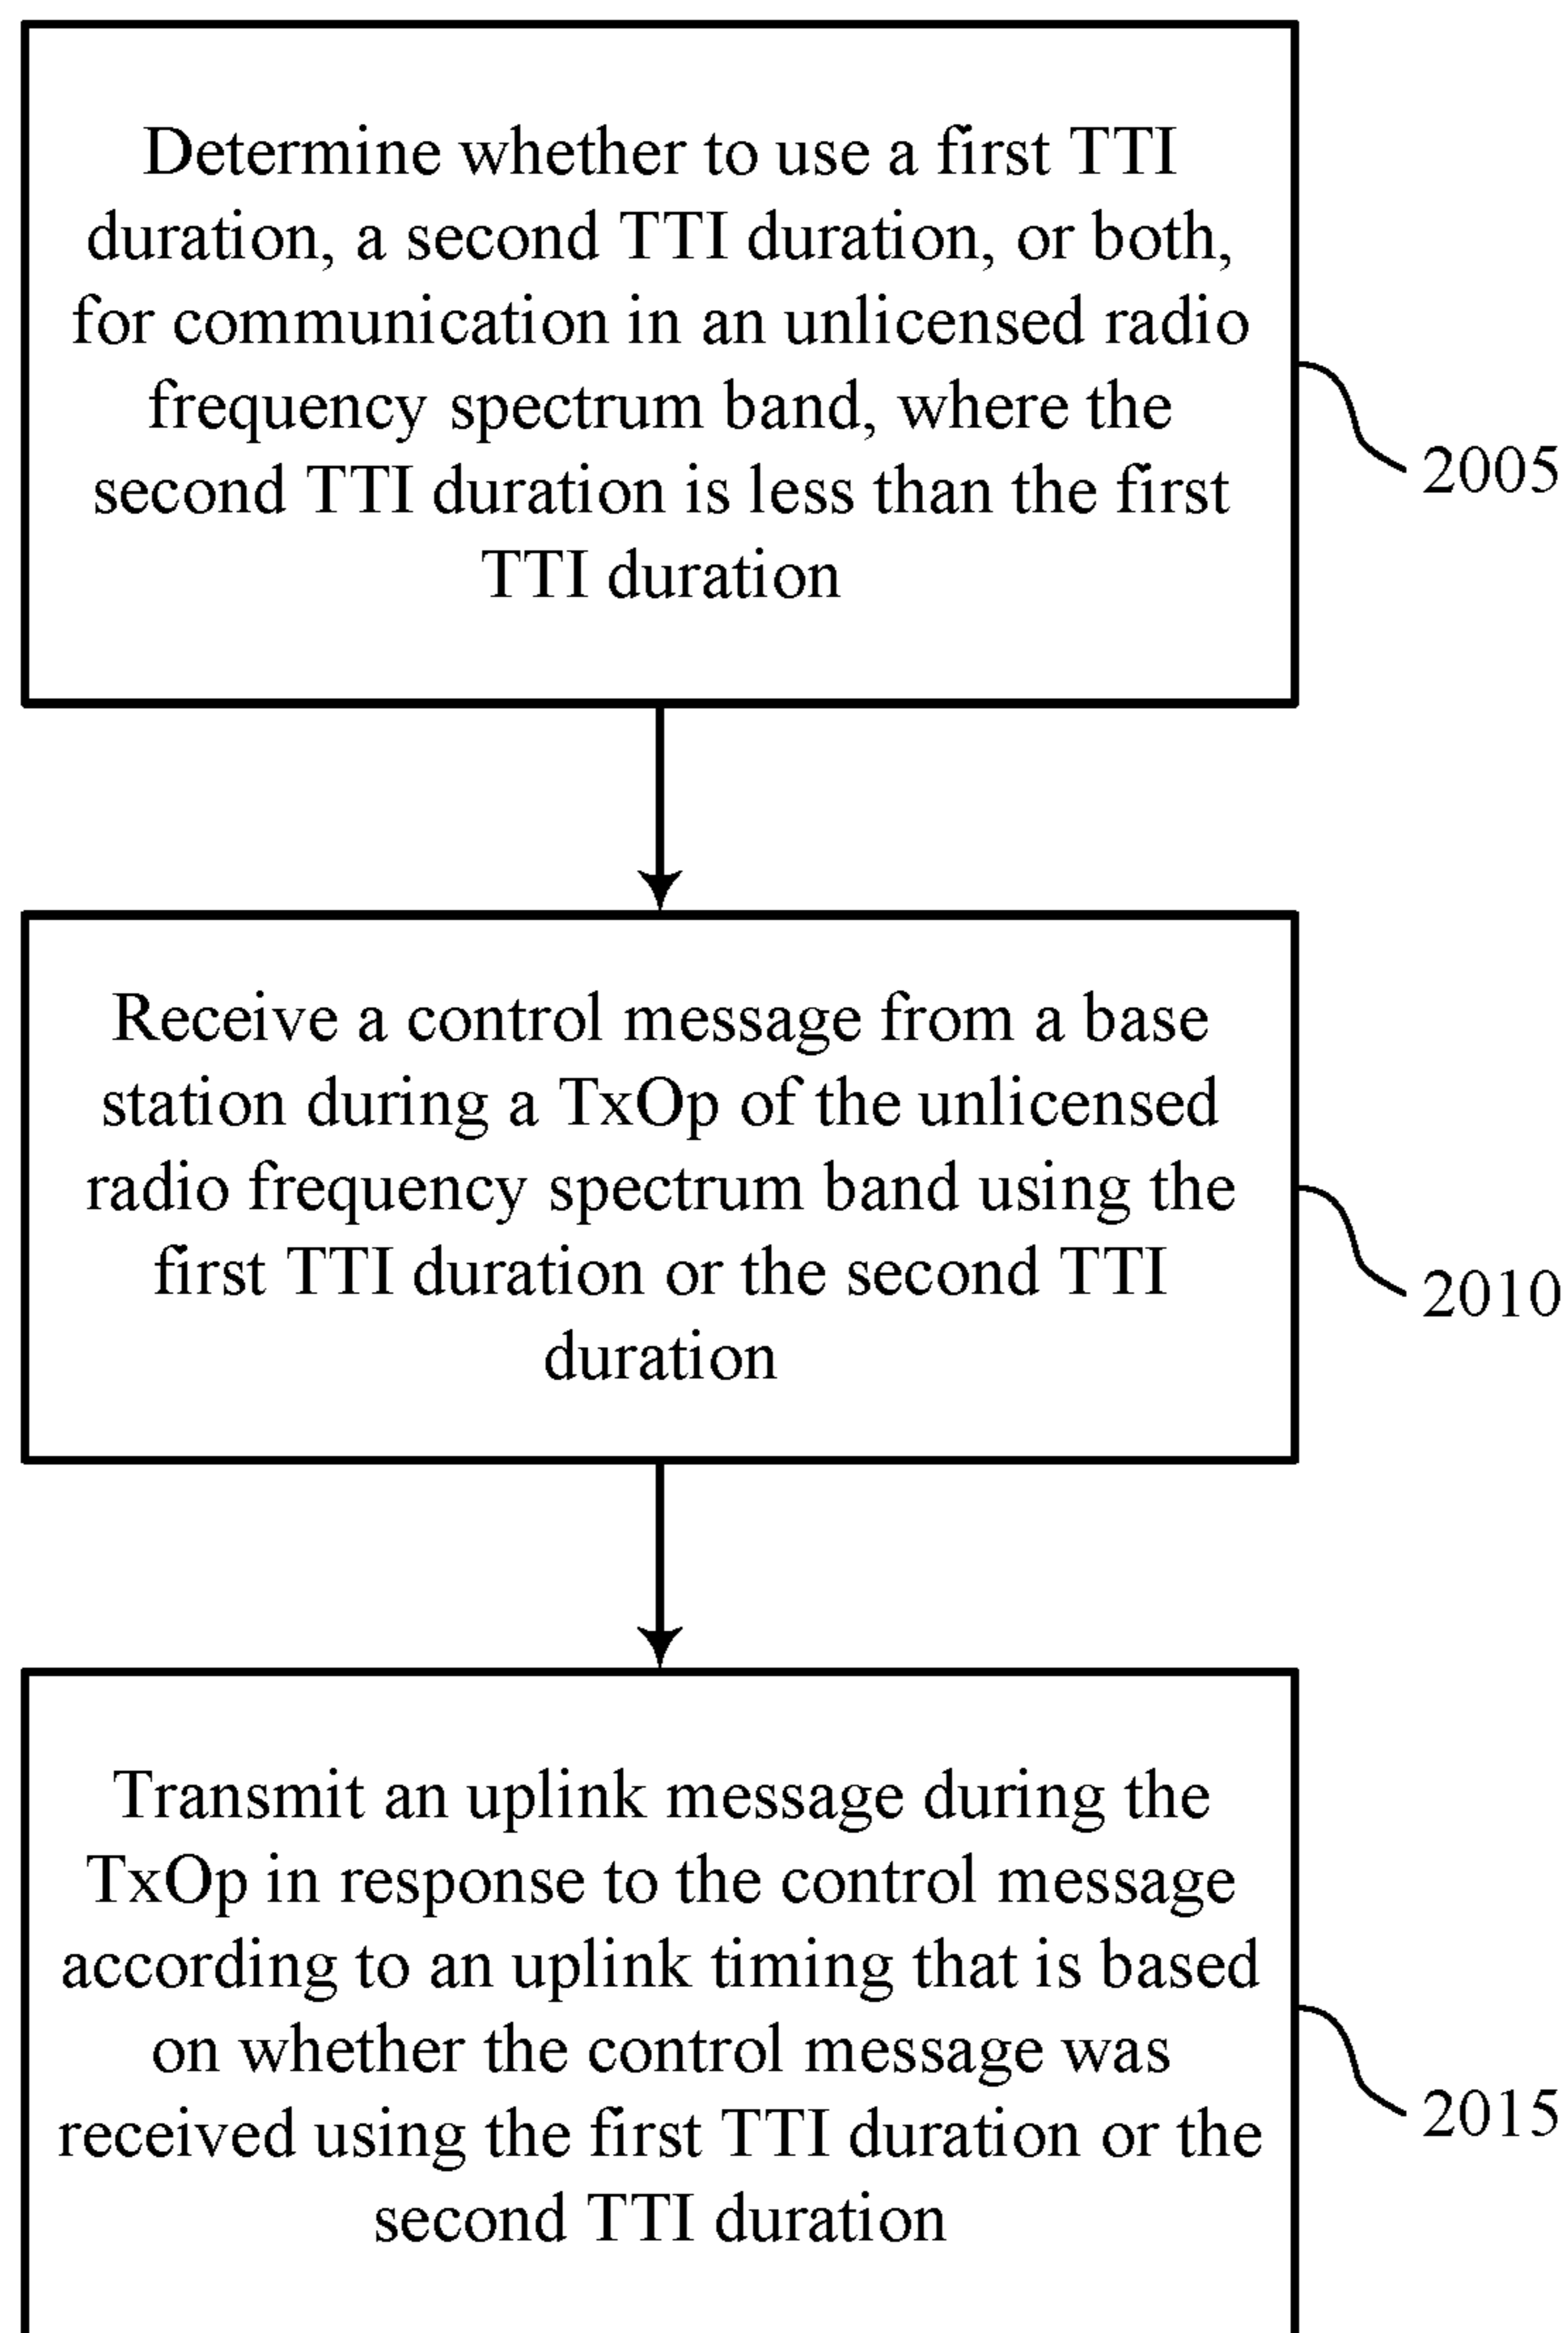 Determine whether to use a first TTI
duration, a second TTI duration, or both,
for communication in an unlicensed radio
frequency spectrum band, where the
second TTI duration is less than the first
TTI duration
2005
Receive a control message from a base
station during a TxOp of the unlicensed
radio frequency spectrum band using the
first TTI duration or the second TTI
duration
2010
Transmit an uplink message during the
TxOp in response to the control message
according to an uplink timing that is based
on whether the control message was
received using the first TTI duration or the
second TTI duration
2015